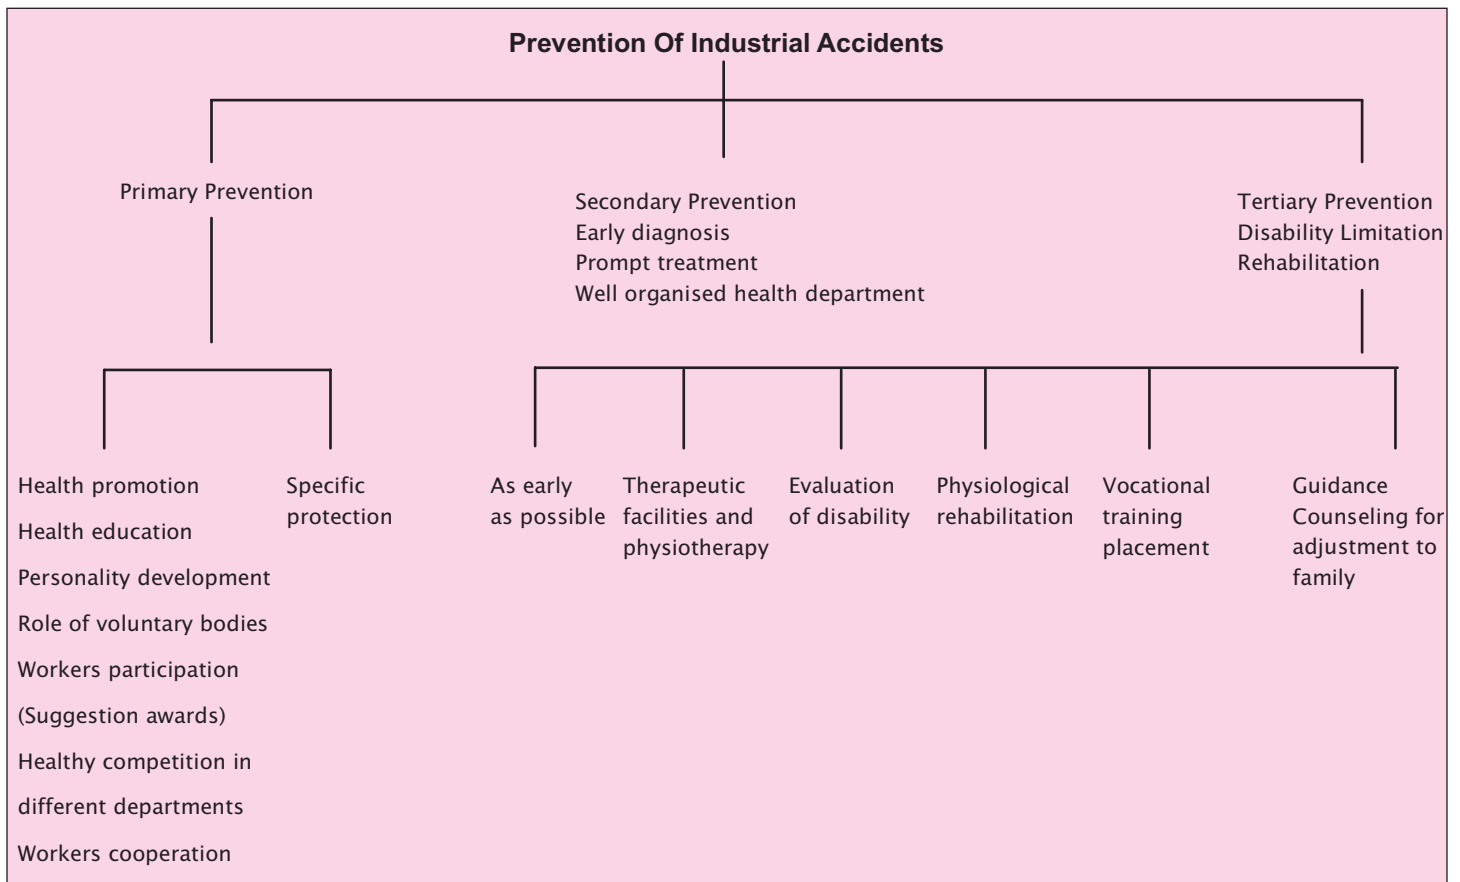 Prevention Of Industrial Accidents
Primary Prevention
Secondary Prevention
Early diagnosis
Prompt treatment
Well organised health department
Tertiary Prevention
Disability Limitation
Rehabilitation
Health promotion
Health education
Personality development
Role of voluntary bodies
Workers participation
(Suggestion awards)
Healthy competition in
different departments
Workers cooperation
Specific
protection
As early
as possible
Therapeutic
facilities and
physiotherapy
Evaluation
of disability
Physiological
rehabilitation
Vocational
training
placement
Guidance
Counseling for
adjustment to
family